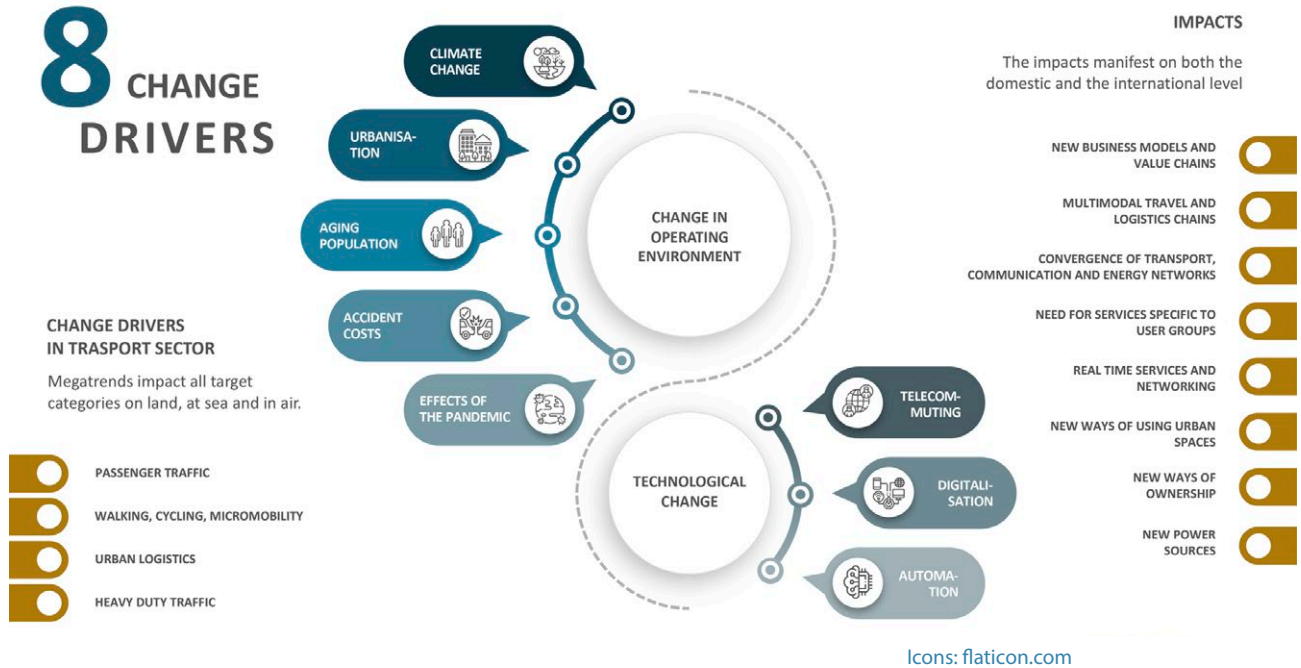 8 CHANGE
DRIVERS
CHANGE DRIVERS
IN TRASPORT SECTOR
Megatrends impact all target
categories on land, at sea and in air.
PASSENGER TRAFFIC
WALKING, CYCLING, MICROMOBILITY
URBAN LOGISTICS
HEAVY DUTY TRAFFIC
CLIMATE
CHANGE
URBANISA-
TION
AGING
POPULATION
ACCIDENT
COSTS
EFFECTS OF
THE PANDEMIC
CHANGE IN
OPERATING
ENVIRONMENT
TECHNOLOGICAL
CHANGE
TELECOM-
MUTING
DIGITALI-
SATION
AUTOMA-
TION
IMPACTS
The impacts manifest on both the
domestic and the international level
NEW BUSINESS MODELS AND
VALUE CHAINS
MULTIMODAL TRAVEL AND
LOGISTICS CHAINS
CONVERGENCE OF TRANSPORT,
COMMUNICATION AND ENERGY NETWORKS
NEED FOR SERVICES SPECIFIC TO
USER GROUPS
REAL TIME SERVICES AND
NETWORKING
NEW WAYS OF USING URBAN
SPACES
NEW WAYS OF
OWNERSHIP
NEW POWER
SOURCES
Icons: flaticon.com